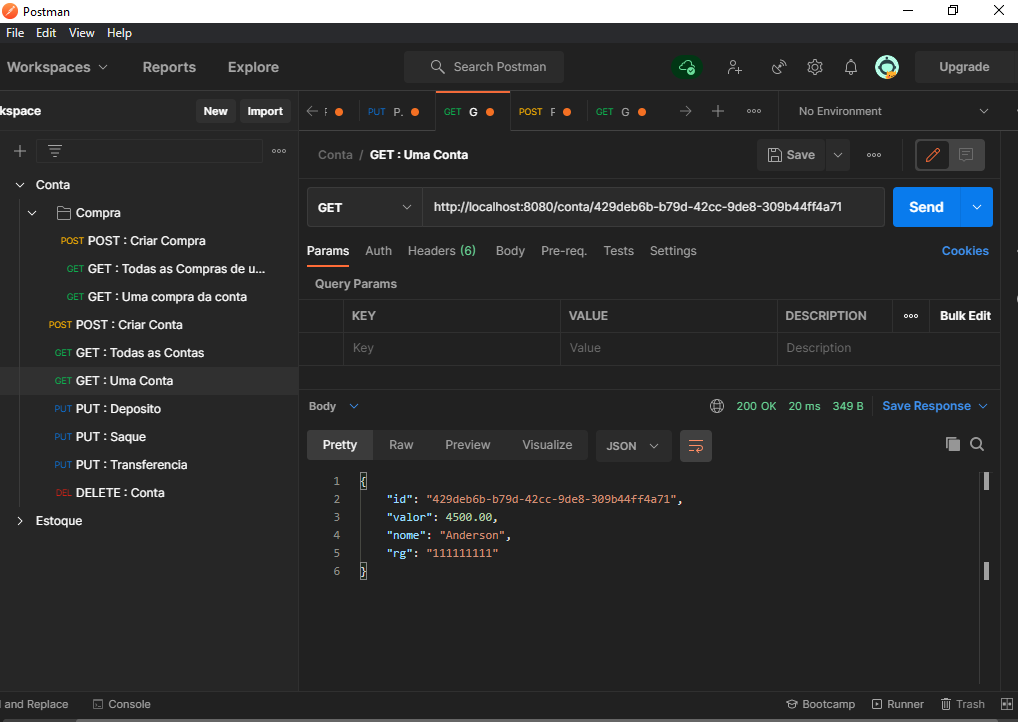 Postman
File Edit View Help
Workspaces Reports Explore Search Postman Upgrade
kspace New Import
PUT P. GET G POST GET G No Environment
Conta / GET : Uma Conta Save
GET http://localhost:8080/conta/429deb6b-b79d-42cc-9de8-309b44ff4a71 Send
Params Auth Headers (6) Body Pre-req. Tests Settings Cookies
Query Params
KEY VALUE DESCRIPTION Bulk Edit
Key Value Description
Conta
Compra
POST POST : Criar Compra
GET GET : Todas as Compras de u...
GET GET : Uma compra da conta
POST POST : Criar Conta
GET GET : Todas as Contas
GET GET : Uma Conta
PUT PUT : Deposito
PUT PUT : Saque
PUT PUT : Transferencia
DEL DELETE : Conta
Estoque
Body 200 OK 20 ms 349 B Save Response
Pretty Raw Preview Visualize JSON
1 {
2 "id": "429deb6b-b79d-42cc-9de8-309b44ff4a71",
3 "valor": 4500.00,
4 "nome": "Anderson",
5 "rg": "111111111"
6 }
and Replace Console Bootcamp Runner Trash